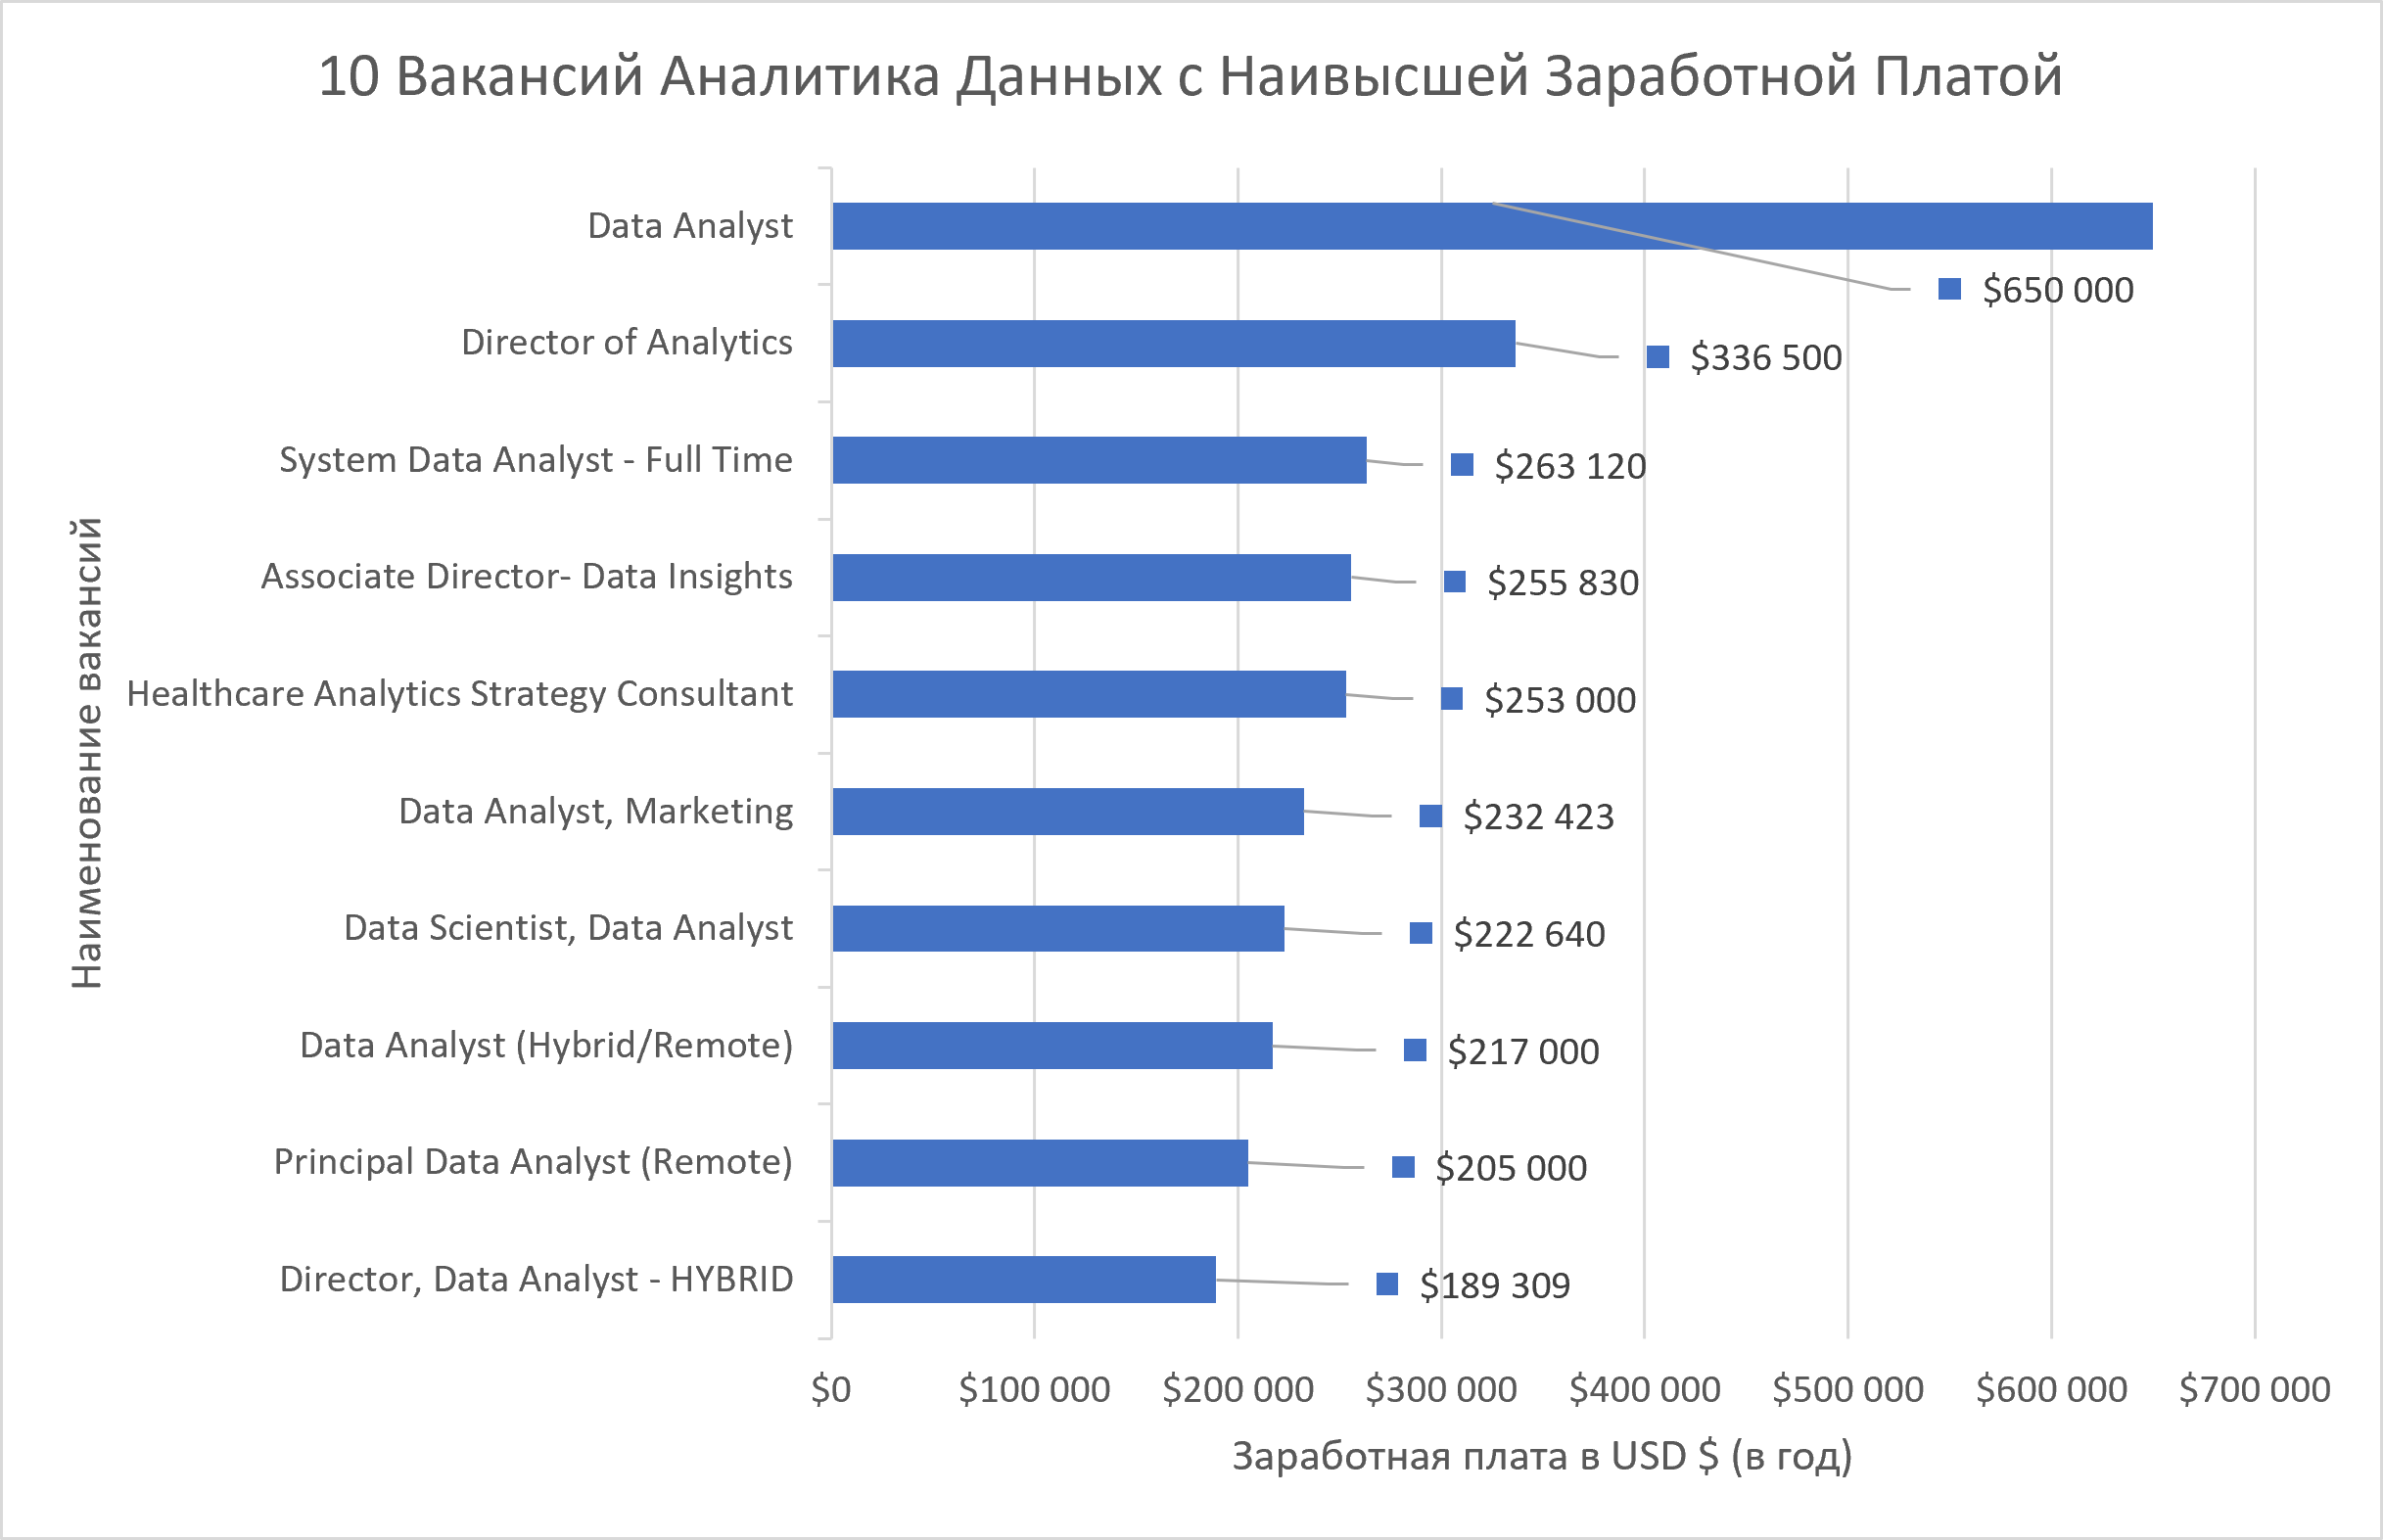 10 Вакансий Аналитика Данных с Наивысшей Заработной Платой
Наименование вакансий
Data Analyst
$650 000
Director of Analytics
$336 500
System Data Analyst - Full Time
$263 120
Associate Director- Data Insights
$255 830
Healthcare Analytics Strategy Consultant
$253 000
Data Analyst, Marketing
$232 423
Data Scientist, Data Analyst
$222 640
Data Analyst (Hybrid/Remote)
$217 000
Principal Data Analyst (Remote)
$205 000
Director, Data Analyst - HYBRID
$189 309
$0 $100 000 $200 000 $300 000 $400 000 $500 000 $600 000 $700 000
Заработная плата в USD $ (в год)